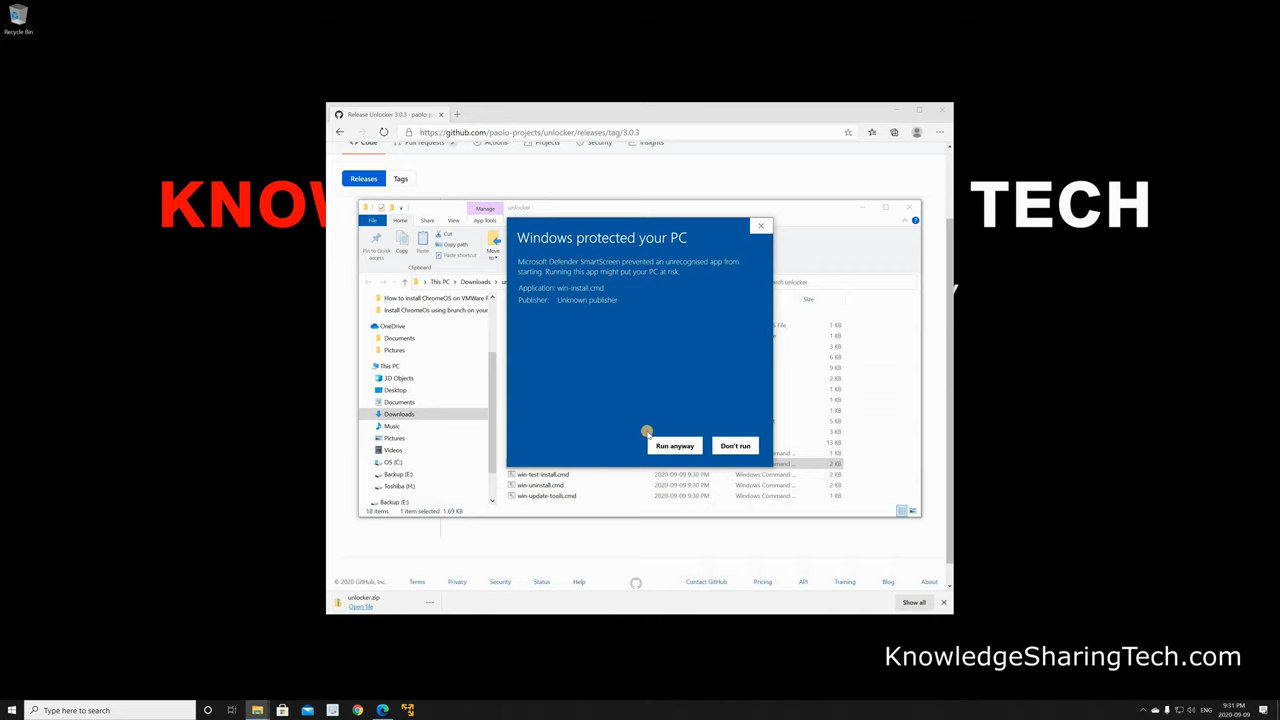 Recycle Bin
Release Unlocker 3.0.3 · paolo-p
https://github.com/paolo-projects/unlocker/releases/tag/3.0.3
Code Pull requests Actions Projects Security Insights
Releases Tags
KNOW TECH
Manage unlocker
File Home Share View App Tools
Pin to Quick access
Copy
Paste
Cut
Copy path
Paste shortcut
Move to
Clipboard
This PC Downloads
unlocker
Size
How to install ChromeOS on VMWare
Install ChromeOs using brunch on your
OneDrive
Documents
Pictures
This PC
3D Objects
Desktop
Documents
Downloads
Music
Pictures
Videos
OS (C:)
Backup (E:)
Toshiba (H:)
Backup (E:)
File 1 KB
1 KB
3 KB
6 KB
9 KB
2 KB
1 KB
1 KB
1 KB
5 KB
3 KB
13 KB
1 KB
2 KB
Windows protected your PC
Microsoft Defender SmartScreen prevented an unrecognised app from
starting. Running this app might put your PC at risk.
Application: win-install.cmd
Publisher: Unknown publisher
Run anyway Don't run
win-test-install.cmd 2020-09-09 9:30 PM Windows Command ... 2 KB
win-uninstall.cmd 2020-09-09 9:30 PM Windows Command ... 2 KB
win-update-tools.cmd 2020-09-09 9:30 PM Windows Command ... 1 KB
18 items 1 item selected 1.69 KB
© 2020 GitHub, Inc. Terms Privacy Security Status Help Contact GitHub Pricing API Training Blog About
unlocker.zip
Open file
Show all
KnowledgeSharingTech.com
Type here to search
ENG
9:31 PM
2020-09-09